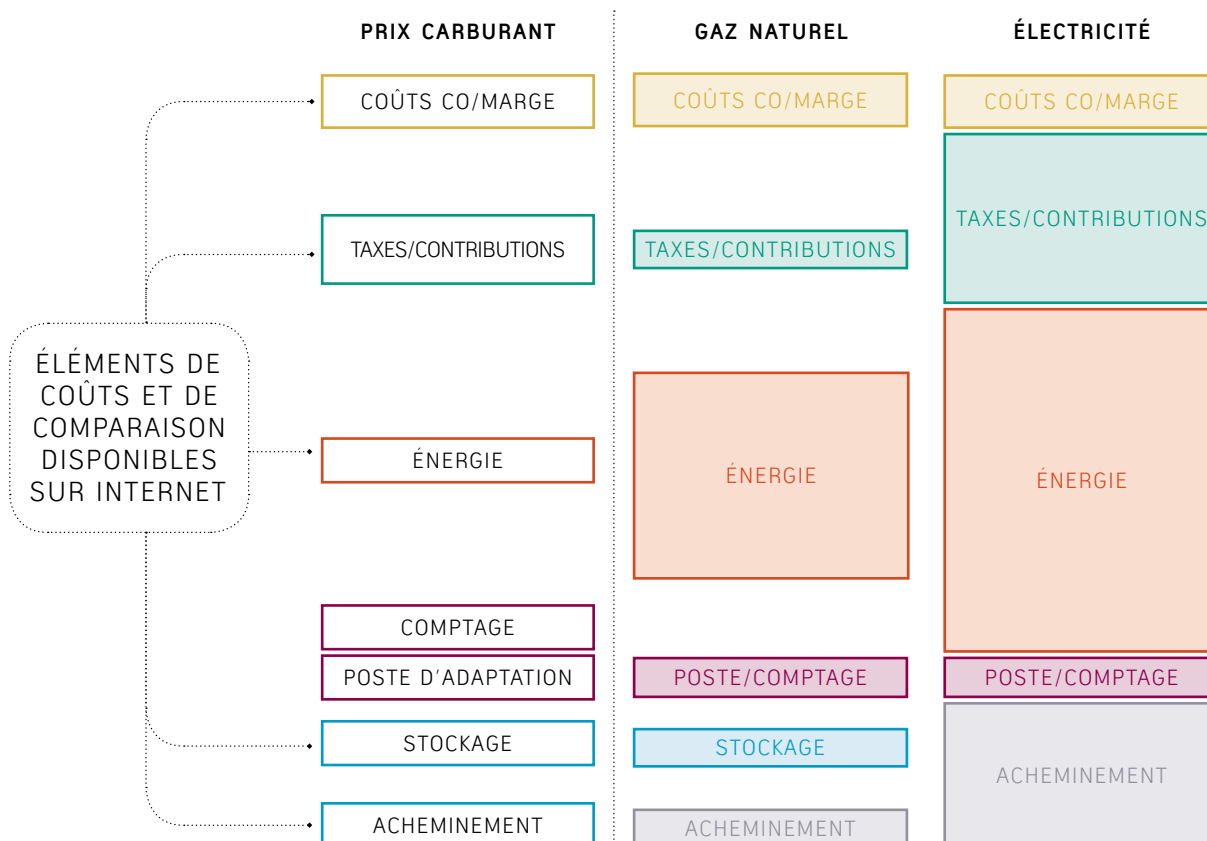 PRIX CARBURANT
GAZ NATUREL
ÉLECTRICITÉ
COÛTS CO/MARGE
COÛTS CO/MARGE
COÛTS CO/MARGE
TAXES/CONTRIBUTIONS
TAXES/CONTRIBUTIONS
TAXES/CONTRIBUTIONS
ÉLÉMENTS DE
COÛTS ET DE
COMPARAISON
DISPONIBLES
SUR INTERNET
ÉNERGIE
ÉNERGIE
ÉNERGIE
COMPTAGE
POSTE D'ADAPTATION
POSTE/COMPTAGE
POSTE/COMPTAGE
STOCKAGE
STOCKAGE
ACHEMINEMENT
ACHEMINEMENT
ACHEMINEMENT